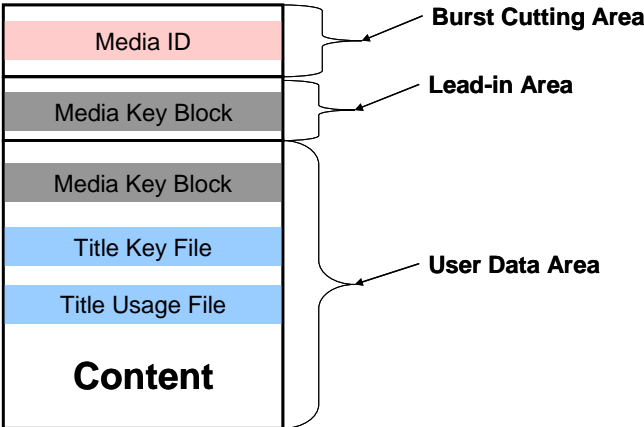 Media ID
Burst Cutting Area
Lead-in Area
Media Key Block
Media Key Block
Title Key File
User Data Area
Title Usage File
Content